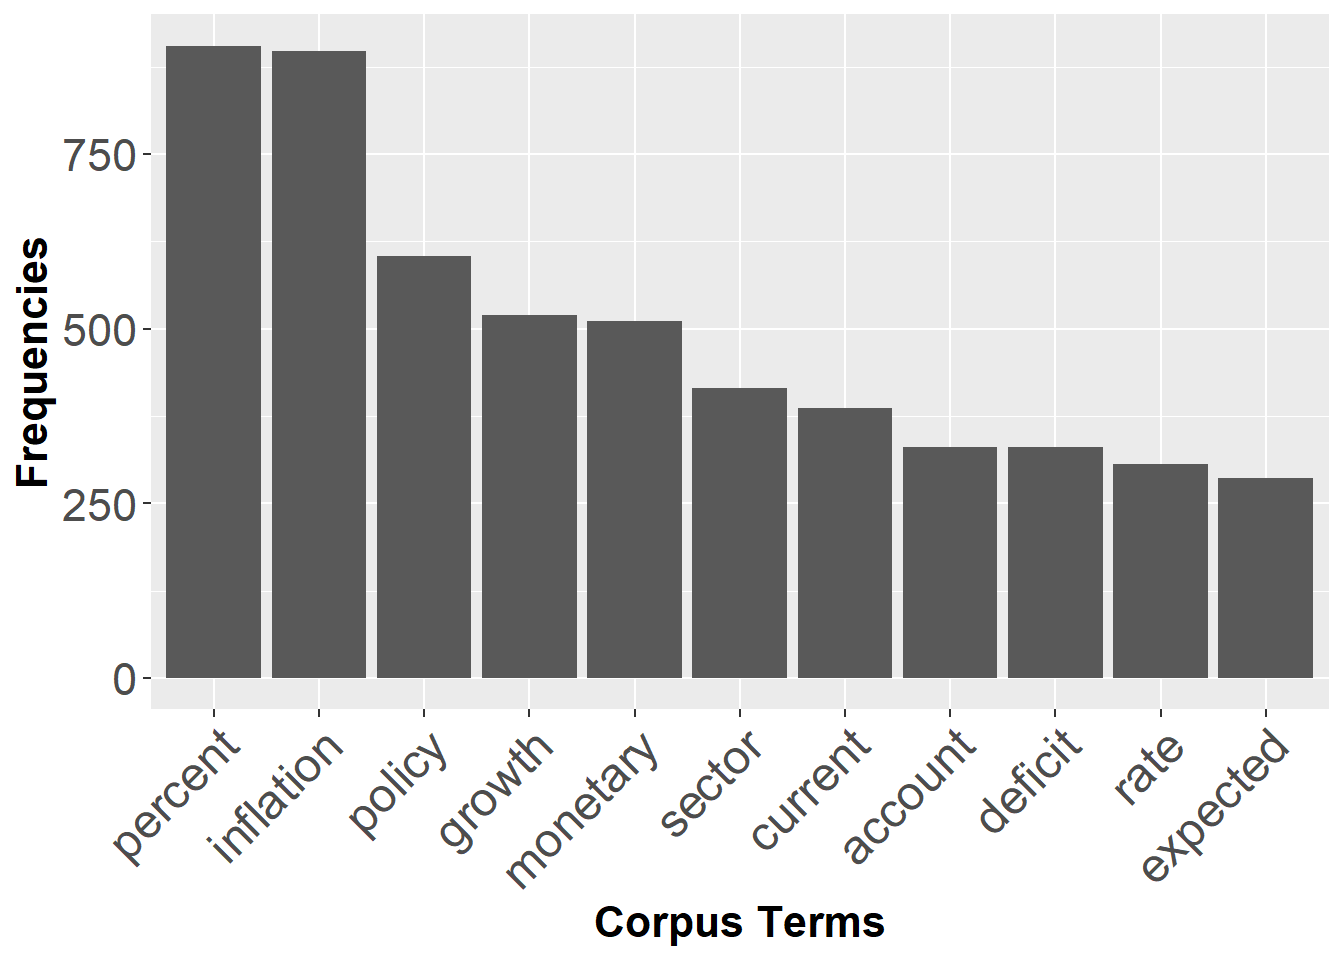 Frequencies
750
500
250
0
percent
inflation
policy
growth
monetary
sector
current
account
deficit
rate
expected
Corpus Terms